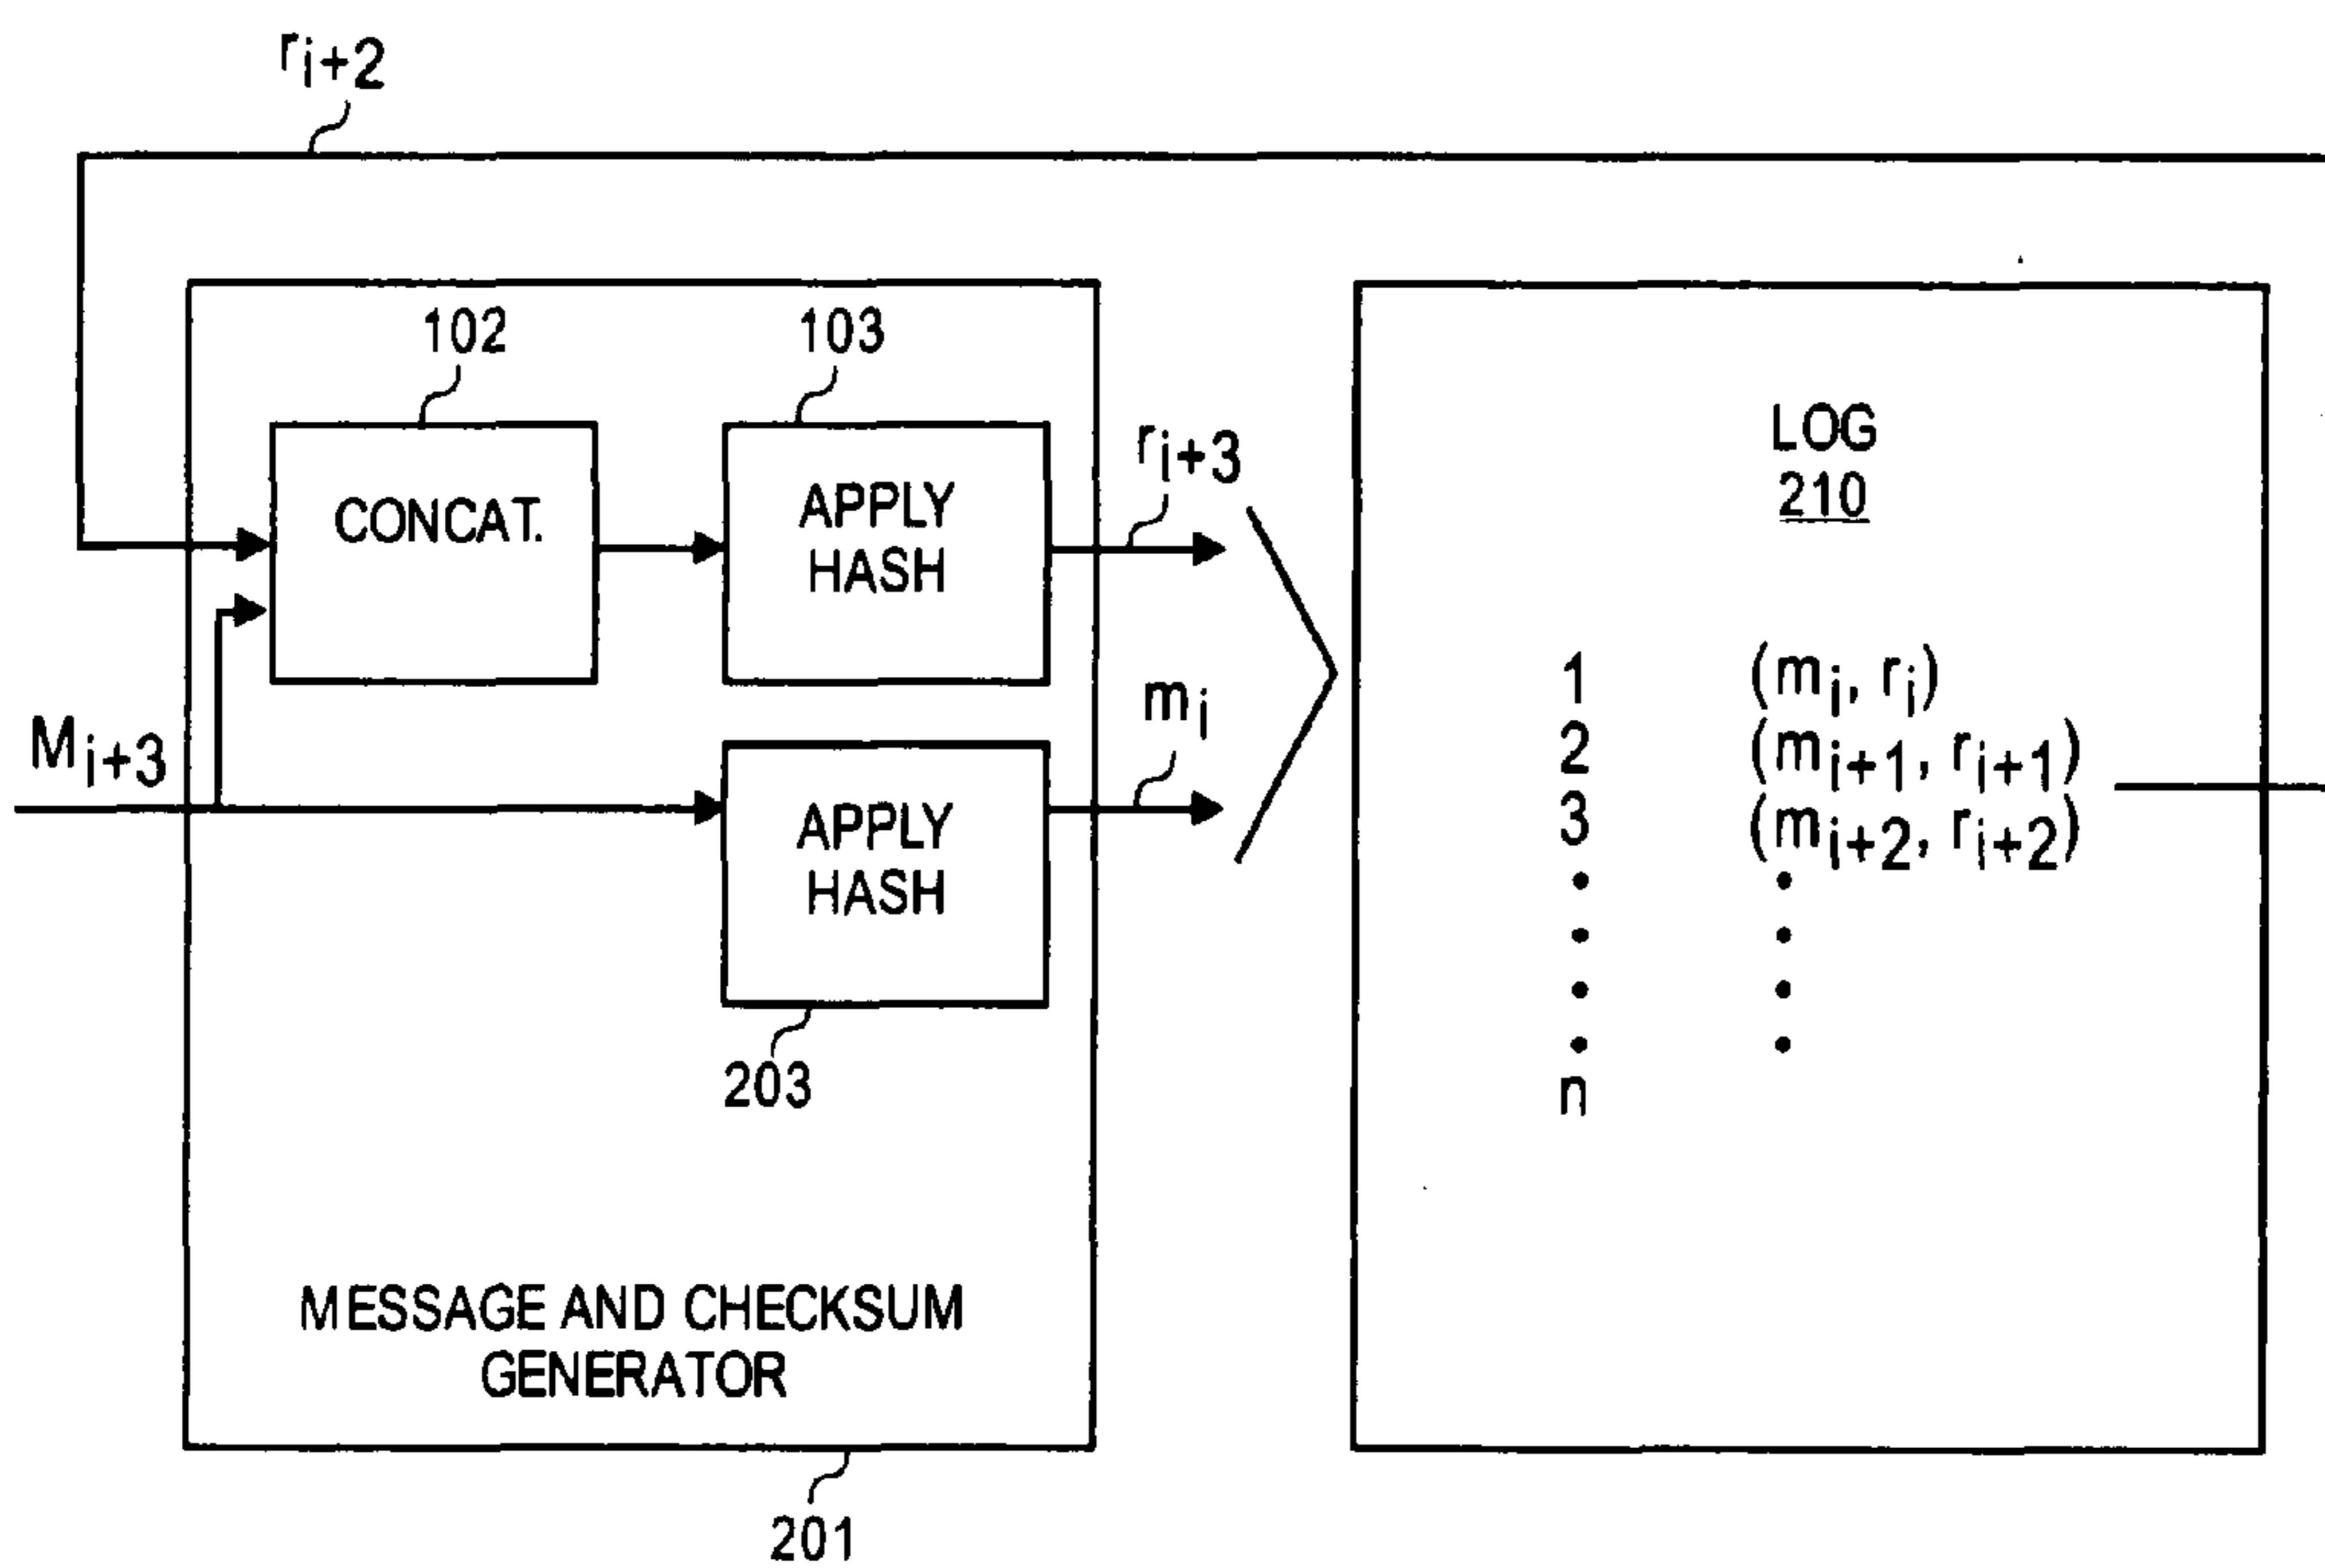 r_{i+2}
102
103
CONCAT.
APPLY
HASH
r_{i+3}
M_{i+3}
APPLY
HASH
m_i
203
MESSAGE AND CHECKSUM
GENERATOR
201
LOG
210
1 (m_i, r_i)
2 (m_{i+1}, r_{i+1})
3 (m_{i+2}, r_{i+2})
n